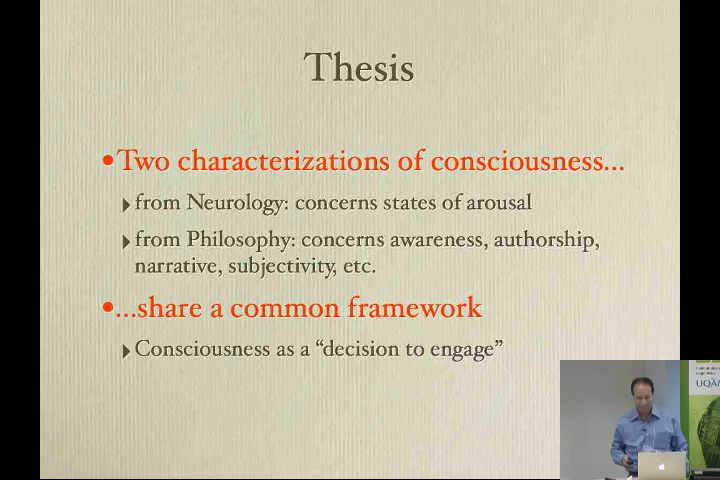 Thesis
•Two characterizations of consciousness...
from Neurology: concerns states of arousal
from Philosophy: concerns awareness, authorship,
narrative, subjectivity, etc.
•...share a common framework
Consciousness as a “decision to engage”